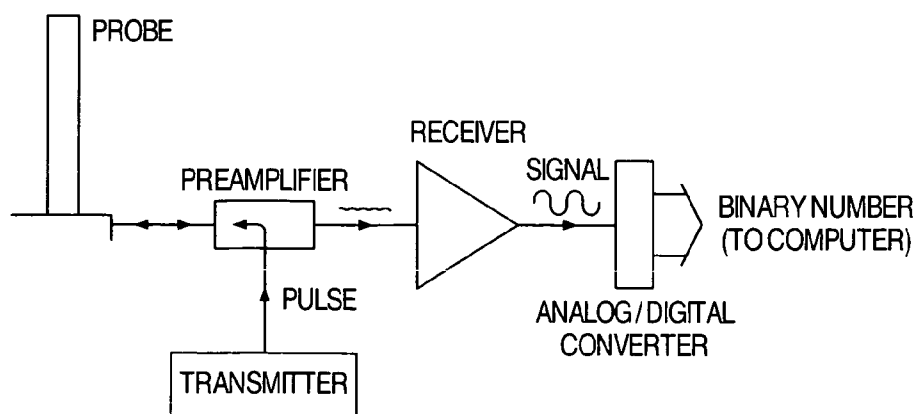 PROBE
RECEIVER
PREAMPLIFIER
SIGNAL
BINARY NUMBER
(TO COMPUTER)
PULSE
ANALOG/DIGITAL
CONVERTER
TRANSMITTER